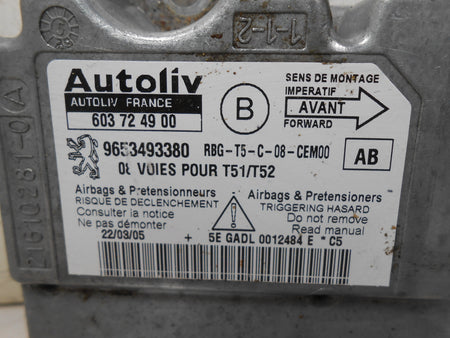 1-1-2
Autoliv
AUTOLIV FRANCE
603 72 49 00
B
SENS DE MONTAGE
IMPERATIF
AVANT
FORWARD
9653493380 RBG-T5-C-08-CEM00
AB
VOIES POUR T51/T52
Airbags & Pretensionneurs
RISQUE DE DECLENCHEMENT
Consulter la notice
Ne pas démonter
22/03/05
Airbags & Pretensioners
TRIGGERING HASARD
Do not remove
Read manual
+ 5E GADL 0012484 E * C5
21610281-0 A